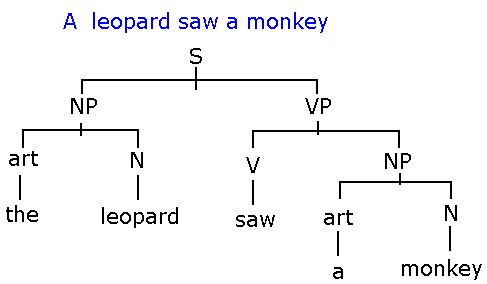 A leopard saw a monkey
S
NP VP
art N V NP
the leopard saw art N
a monkey